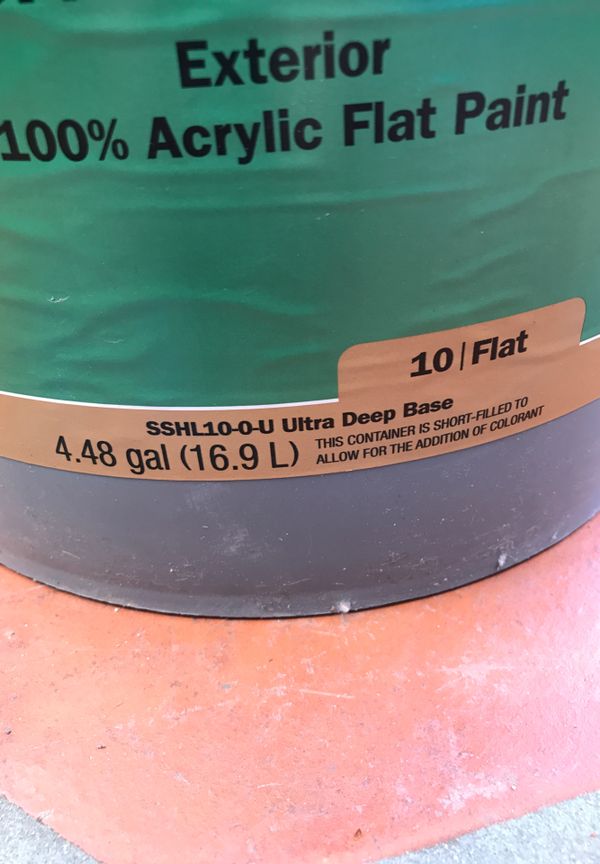 Exterior
100% Acrylic Flat Paint
10 | Flat
SSHL10-0-U Ultra Deep Base
4.48 gal (16.9 L)
THIS CONTAINER IS SHORT-FILLED TO
ALLOW FOR THE ADDITION OF COLORANT